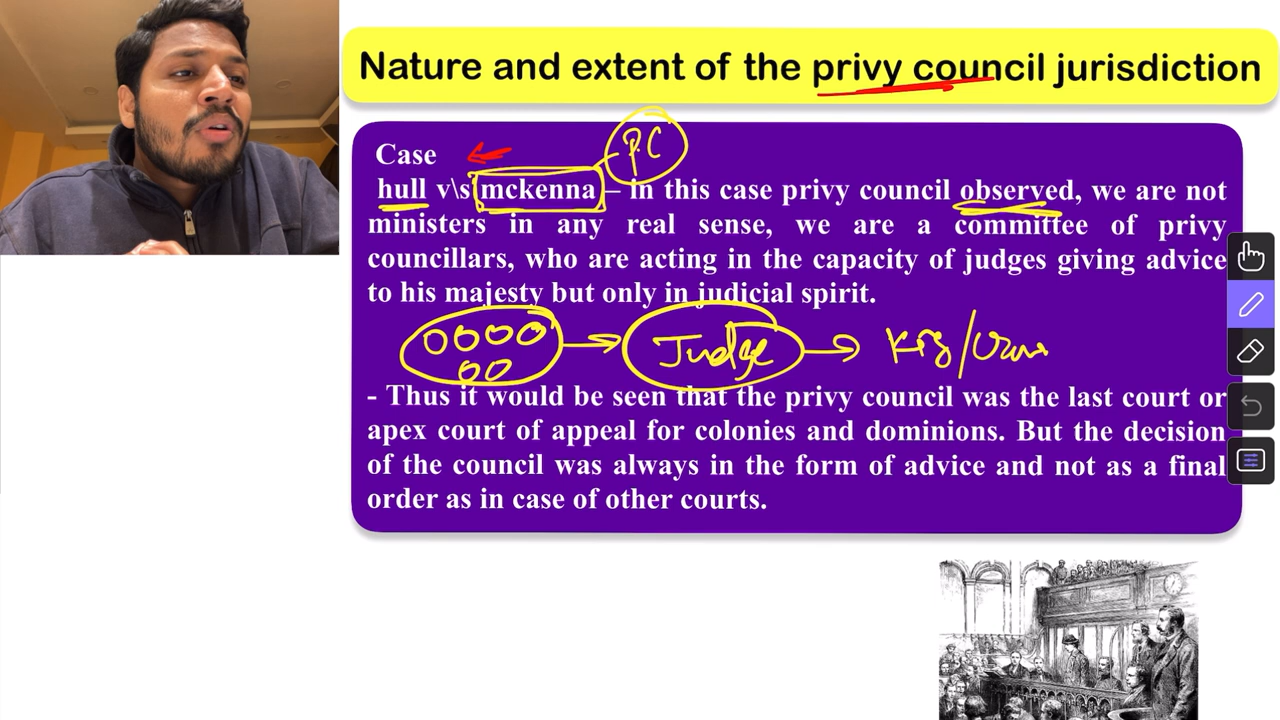 Nature and extent of the privy council jurisdiction
Case
P.C
hull v\s mckenna – in this case privy council observed, we are not
ministers in any real sense, we are a committee of privy
councillars, who are acting in the capacity of judges giving advice
to his majesty but only in judicial spirit.
Judge
- Thus it would be seen that the privy council was the last court or
apex court of appeal for colonies and dominions. But the decision
of the council was always in the form of advice and not as a final
order as in case of other courts.